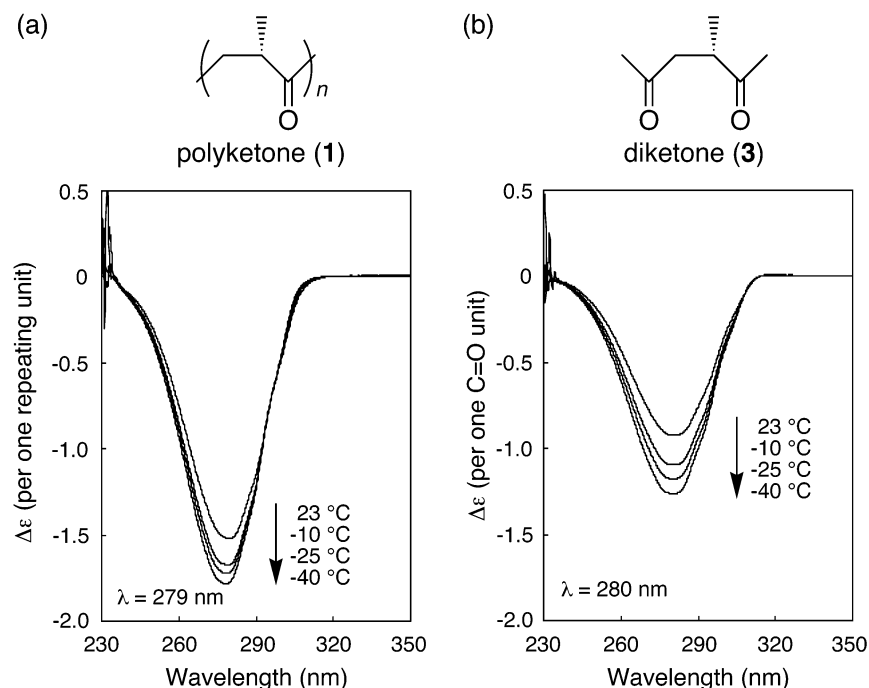 (a)
n
O
polyketone (1)
0.5
0
-0.5
-1.0
-1.5
-2.0
Δε (per one repeating unit)
23 °C
-10 °C
-25 °C
-40 °C
λ = 279 nm
230 260 290 320 350
Wavelength (nm)
(b)
O O
diketone (3)
0.5
0
-0.5
-1.0
-1.5
-2.0
Δε (per one C=O unit)
23 °C
-10 °C
-25 °C
-40 °C
λ = 280 nm
230 260 290 320 350
Wavelength (nm)